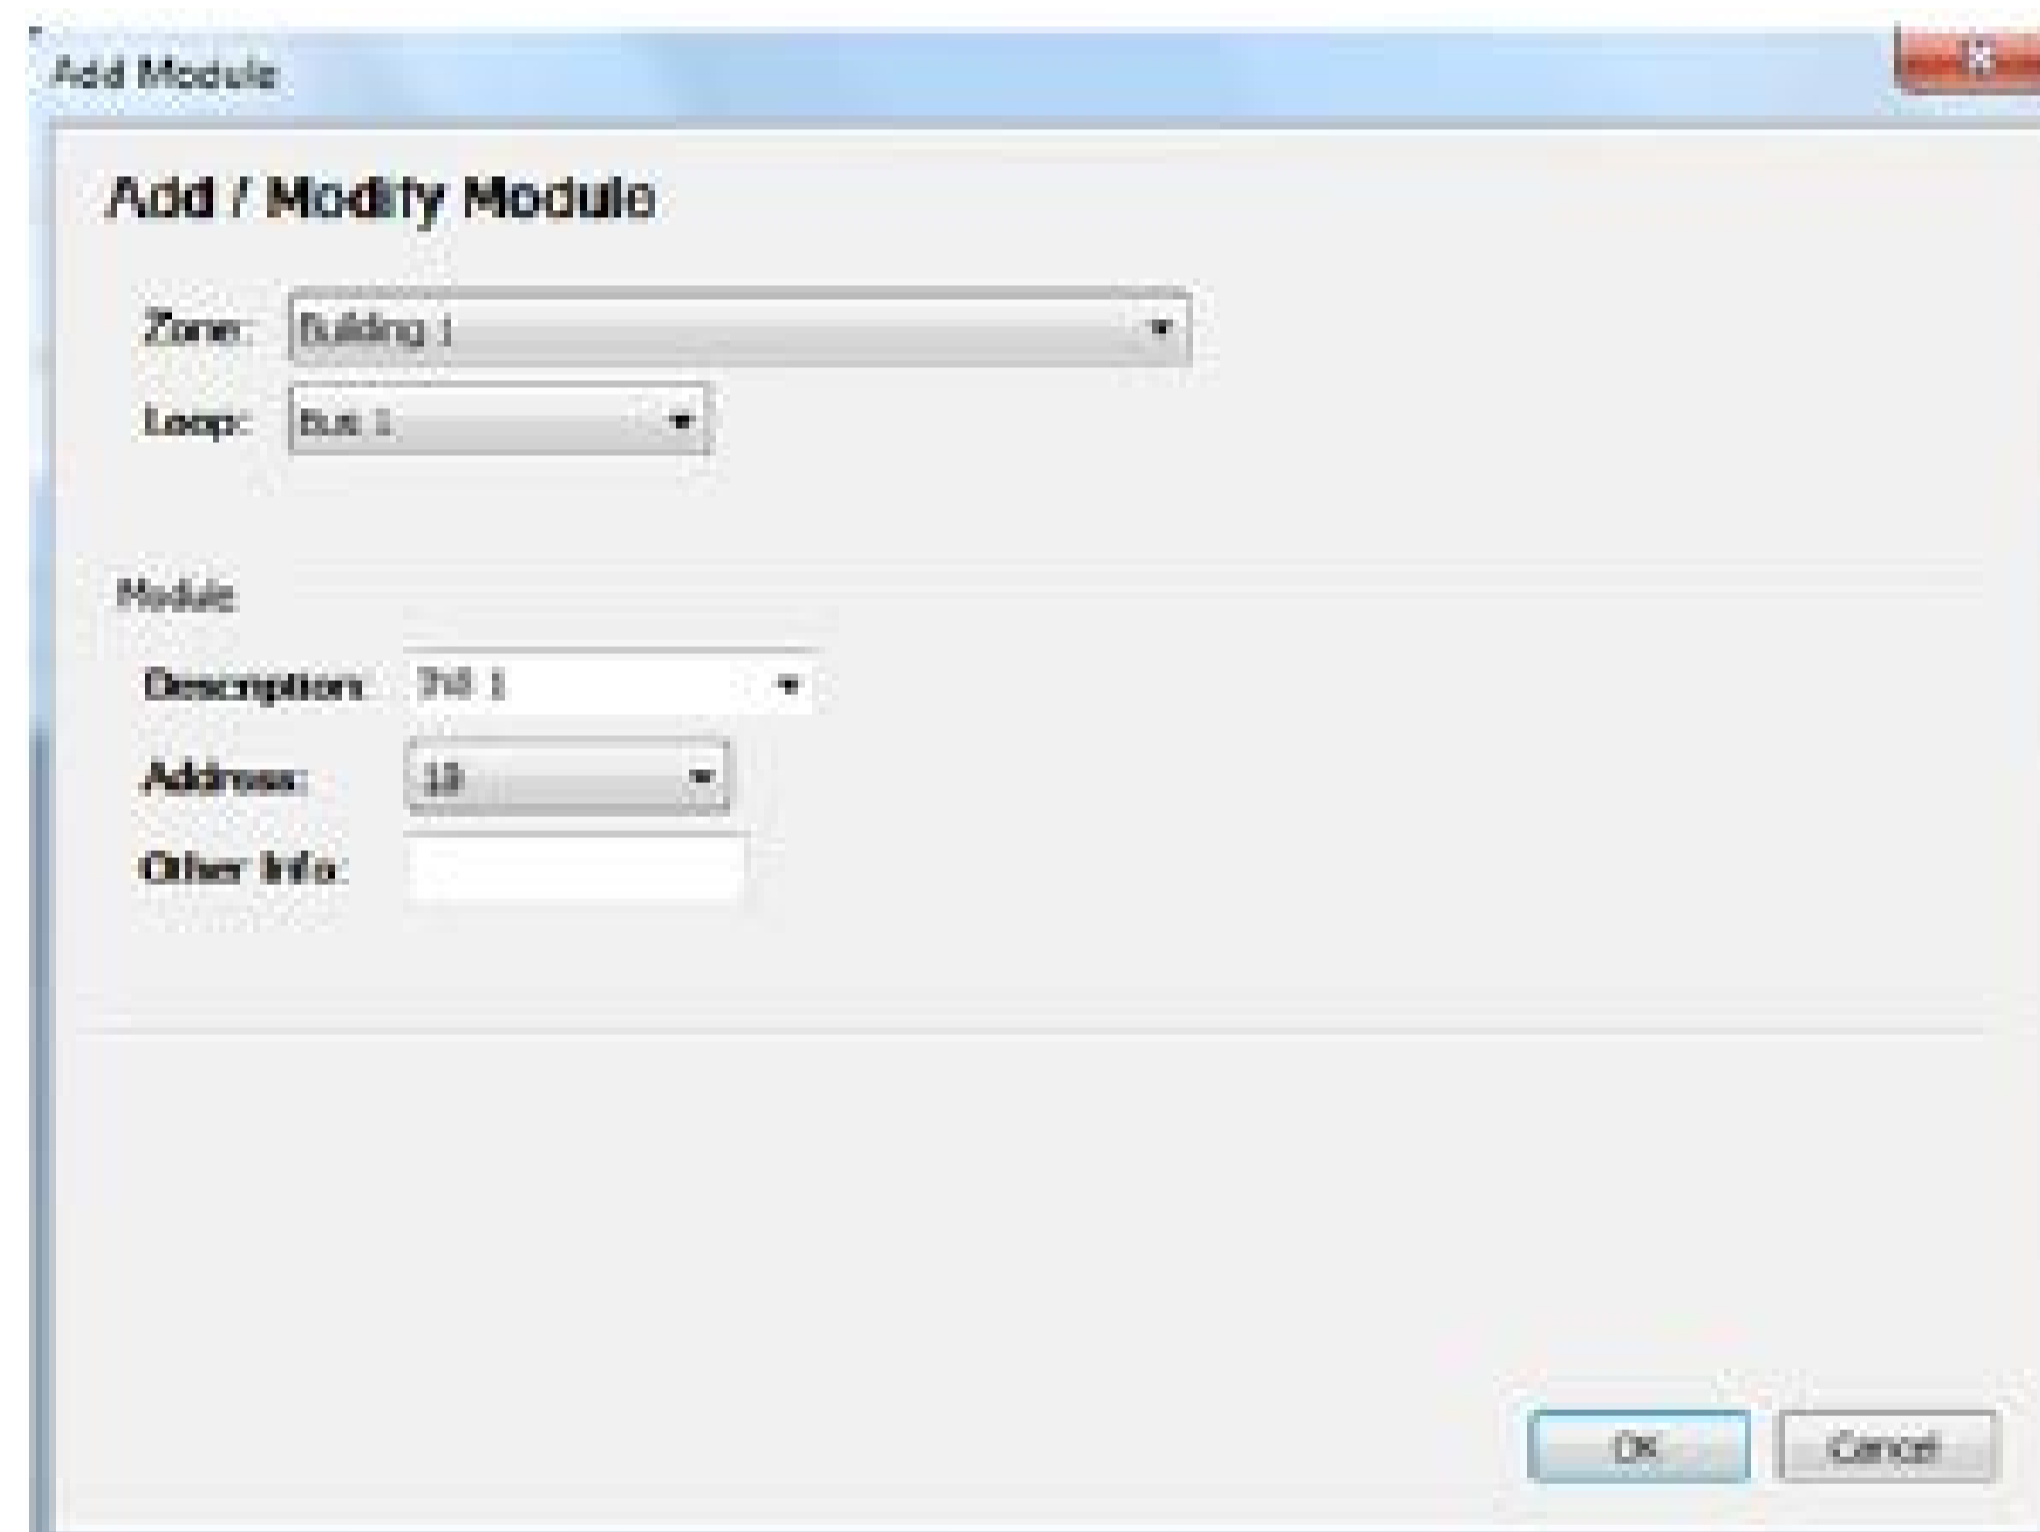 Add Module
Add / Modify Module
Zone: Building 1
Loop: Bus 1
Module
Description:
Address:
Other Info:
OK Cancel